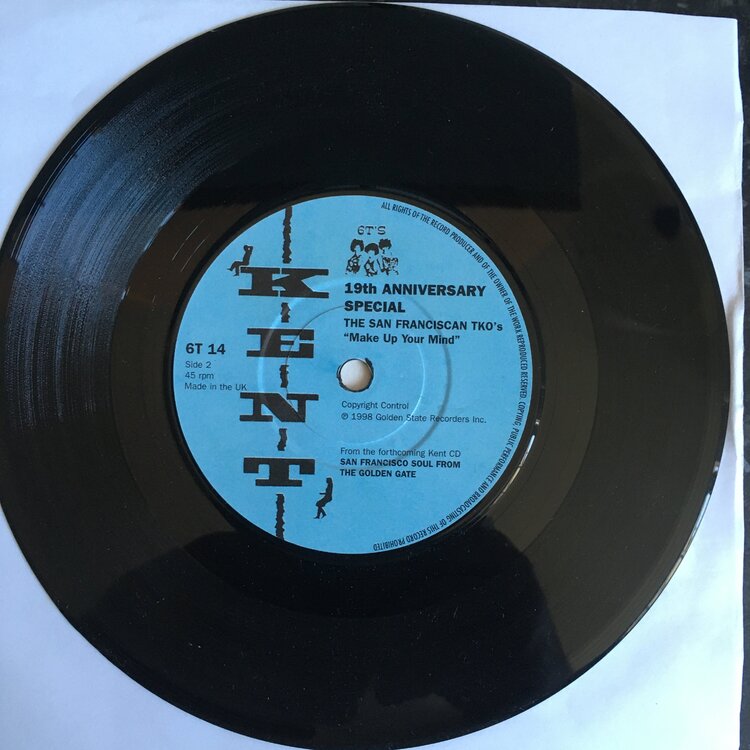 ALL RIGHTS OF THE RECORD PRODUCER AND OF THE OWNER OF THE WORK REPRODUCED RESERVED. COPYING, PUBLIC PERFORMANCE AND BROADCASTING OF THIS RECORD PROHIBITED
6T'S
KENT
19th ANNIVERSARY
SPECIAL
THE SAN FRANCISCAN TKO's
“Make Up Your Mind”
6T 14
Side 2
45 rpm
Made in the UK
Copyright Control
℗ 1998 Golden State Recorders Inc.
From the forthcoming Kent CD
SAN FRANCISCO SOUL FROM
THE GOLDEN GATE